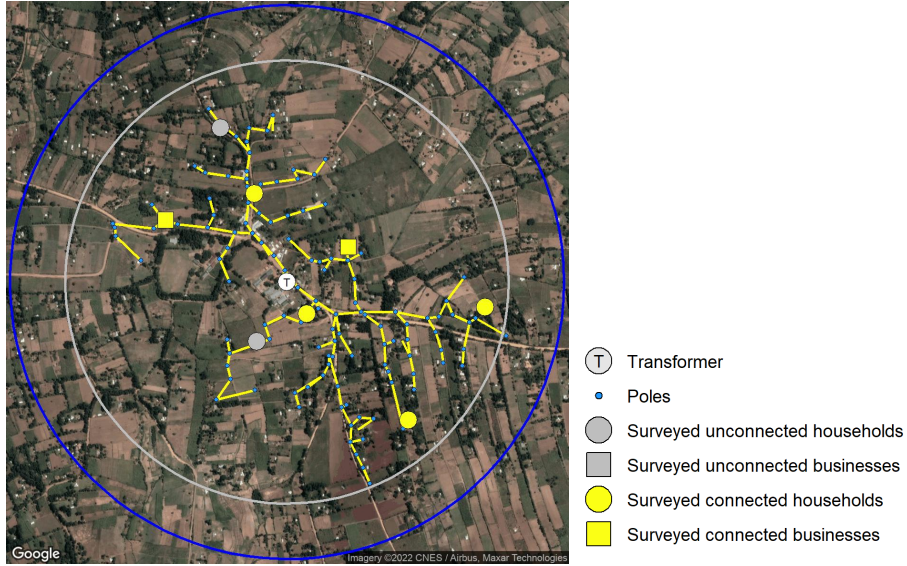 T
Google
Imagery ©2022 CNES / Airbus, Maxar Technologies
T Transformer
Poles
Surveyed unconnected households
Surveyed unconnected businesses
Surveyed connected households
Surveyed connected businesses